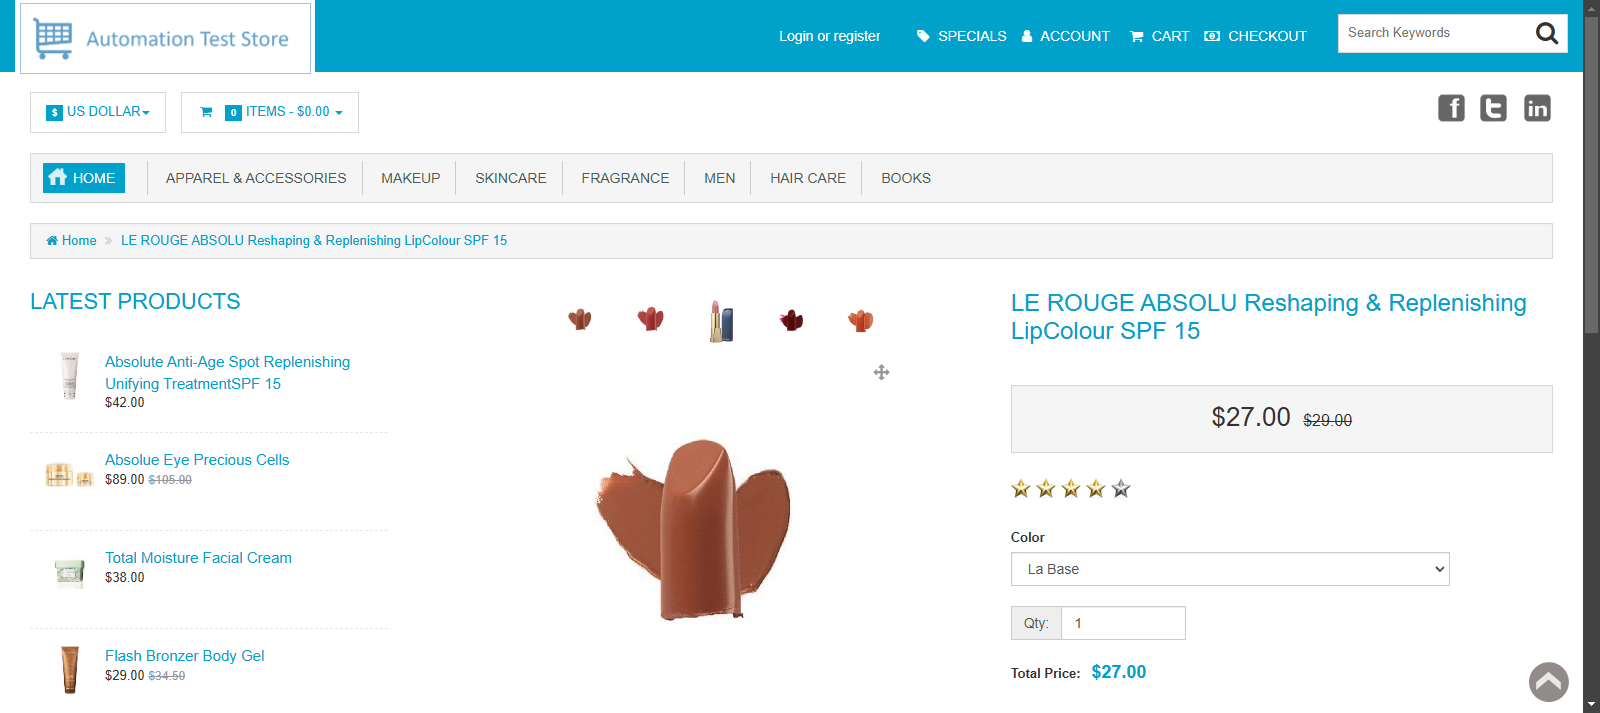 Automation Test Store
Login or register
SPECIALS
ACCOUNT
CART
CHECKOUT
Search Keywords
$ US DOLLAR
0 ITEMS - $0.00
f t in
HOME
APPAREL & ACCESSORIES
MAKEUP
SKINCARE
FRAGRANCE
MEN
HAIR CARE
BOOKS
Home » LE ROUGE ABSOLU Reshaping & Replenishing LipColour SPF 15
LATEST PRODUCTS
Absolute Anti-Age Spot Replenishing
Unifying TreatmentSPF 15
$42.00
Absolue Eye Precious Cells
$89.00 $105.00
Total Moisture Facial Cream
$38.00
Flash Bronzer Body Gel
$29.00 $34.50
LE ROUGE ABSOLU Reshaping & Replenishing
LipColour SPF 15
$27.00 $29.00
Color
La Base
Qty: 1
Total Price: $27.00